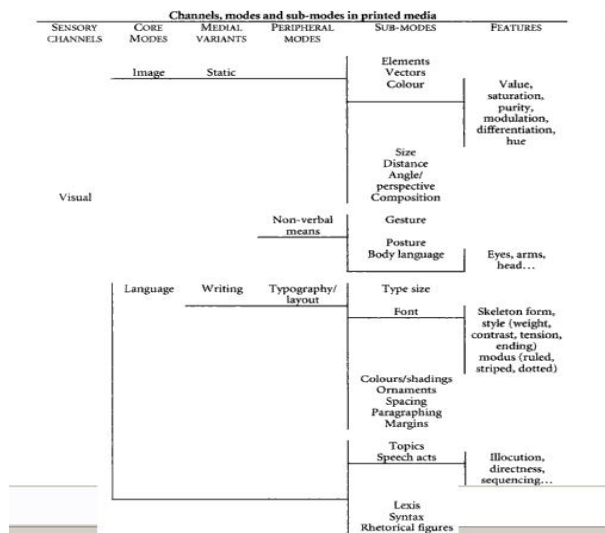 Channels, modes and sub-modes in printed media
SENSORY CHANNELS CORE MODES MEDIAL VARIANTS PERIPHERAL MODES SUB-MODES FEATURES
Elements
Vectors
Image Static Colour Value,
saturation,
purity,
modulation,
differentiation,
hue
Size
Distance
Angle/
perspective
Composition
Visual
Non-verbal means Gesture
Posture
Body language Eyes, arms,
head...
Language Writing Typography/ layout Type size
Font Skeleton form,
style (weight,
contrast, tension,
ending)
modus (ruled,
striped, dotted)
Colours/shadings
Ornaments
Spacing
Paragraphing
Margins
Topics
Speech acts Illocution,
directness,
sequencing...
Lexis
Syntax
Rhetorical figures